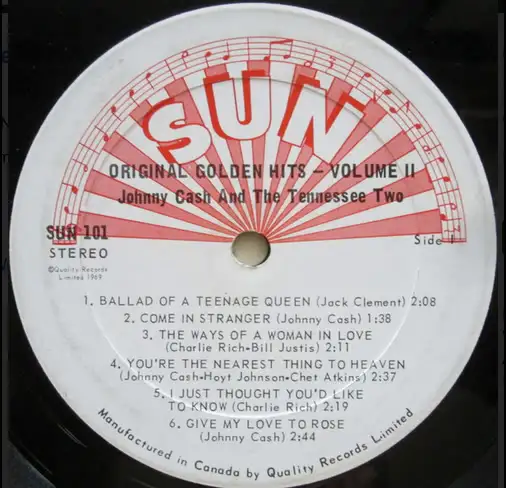 SUN
ORIGINAL GOLDEN HITS – VOLUME II
Johnny Cash And The Tennessee Two
SUN 101
STEREO
Side 1
©Quality Records
Limited 1969
1. BALLAD OF A TEENAGE QUEEN (Jack Clement) 2:08
2. COME IN STRANGER (Johnny Cash) 1:38
3. THE WAYS OF A WOMAN IN LOVE
(Charlie Rich-Bill Justis) 2:11
4. YOU'RE THE NEAREST THING TO HEAVEN
(Johnny Cash-Hoyt Johnson-Chet Atkins) 2:37
5. I JUST THOUGHT YOU'D LIKE
TO KNOW (Charlie Rich) 2:19
6. GIVE MY LOVE TO ROSE
(Johnny Cash) 2:44
Manufactured in Canada by Quality Records Limited